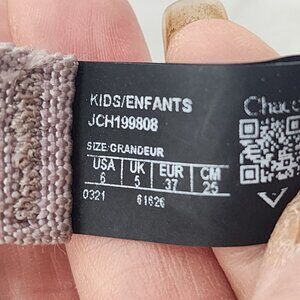 KIDS/ENFANTS
JCH199808
SIZE:GRANDEUR
USA UK EUR CM
6 5 37 25
0321 61626